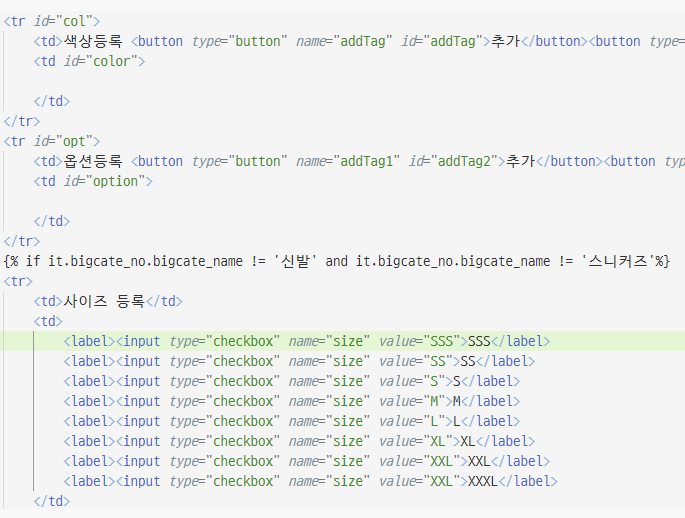 <tr id="col">
<td>색상등록 <button type="button" name="addTag" id="addTag">추가</button><button type=
<td id="color">
</td>
</tr>
<tr id="opt">
<td>옵션등록 <button type="button" name="addTag1" id="addTag2">추가</button><button typ
<td id="option">
</td>
</tr>
{% if it.bigcate_no.bigcate_name != '신발' and it.bigcate_no.bigcate_name != '스니커즈'%}
<tr>
<td>사이즈 등록</td>
<td>
<label><input type="checkbox" name="size" value="SSS">SSS</label>
<label><input type="checkbox" name="size" value="SS">SS</label>
<label><input type="checkbox" name="size" value="S">S</label>
<label><input type="checkbox" name="size" value="M">M</label>
<label><input type="checkbox" name="size" value="L">L</label>
<label><input type="checkbox" name="size" value="XL">XL</label>
<label><input type="checkbox" name="size" value="XXL">XXL</label>
<label><input type="checkbox" name="size" value="XXL">XXXL</label>
</td>